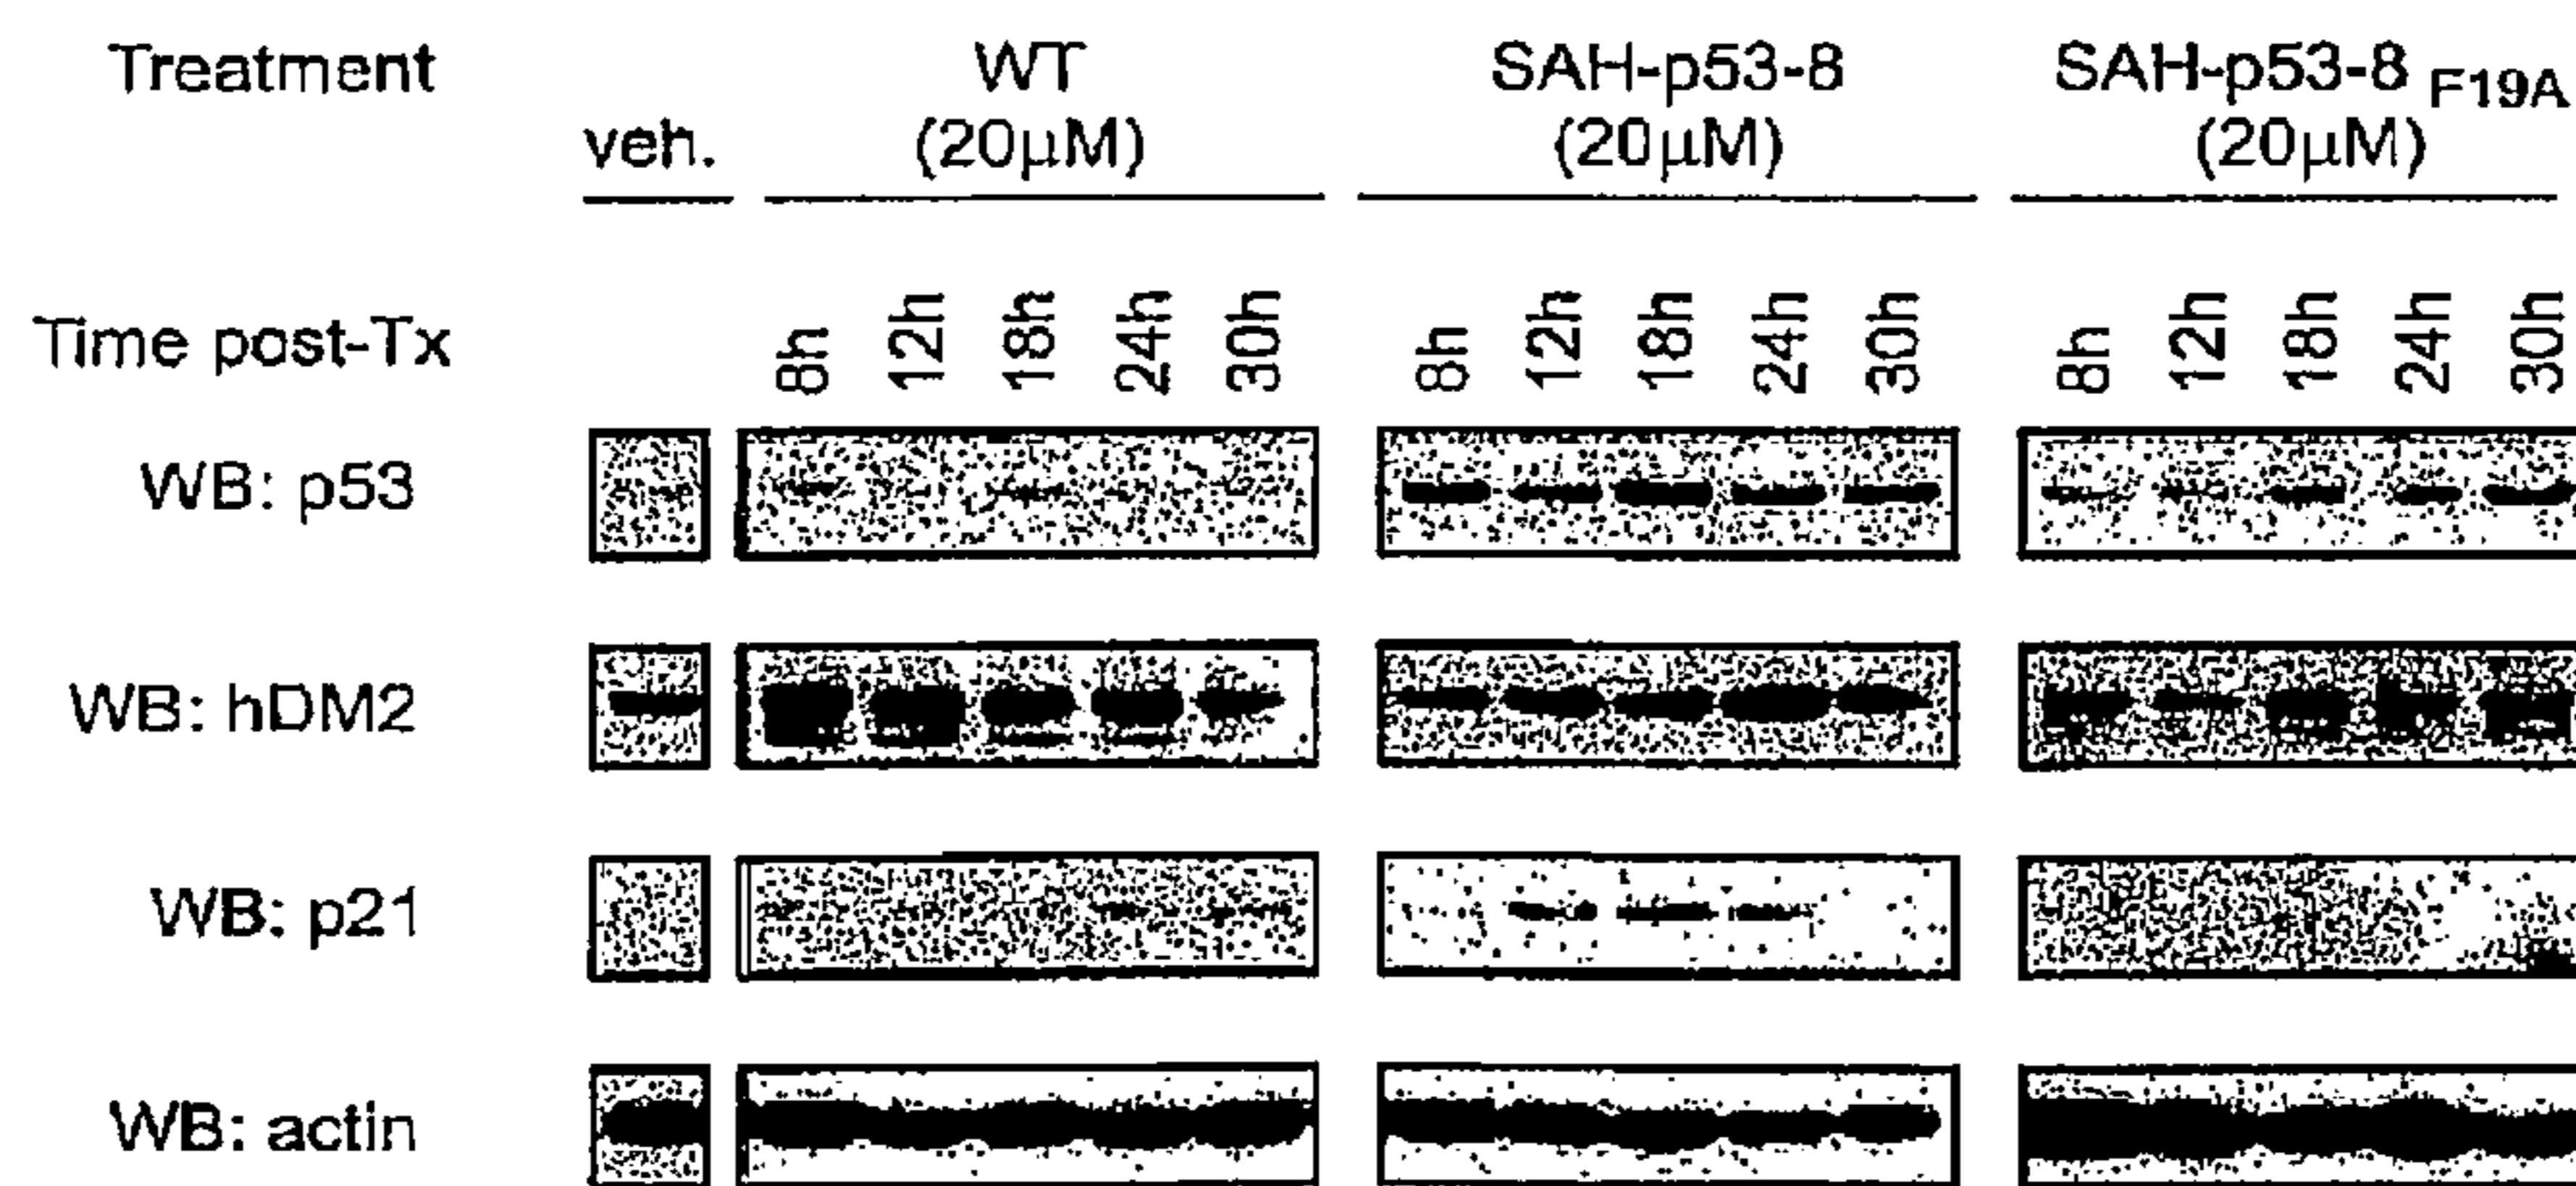 Treatment WT SAH-p53-8 SAH-p53-8 F19A
veh. (20µM) (20µM) (20µM)
Time post-Tx 8h 12h 18h 24h 30h 8h 12h 18h 24h 30h 8h 12h 18h 24h 30h
WB: p53
WB: hDM2
WB: p21
WB: actin